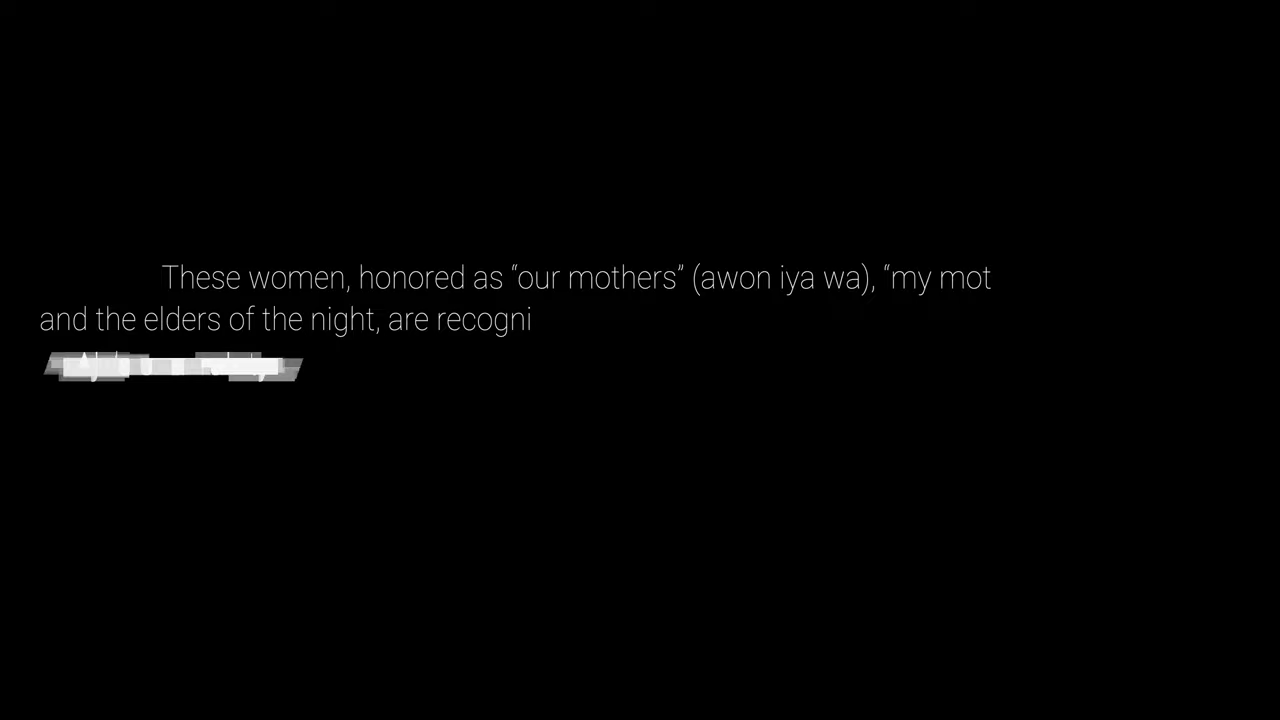 These women, honored as “our mothers” (awon iya wa), “my mot
and the elders of the night, are recogni